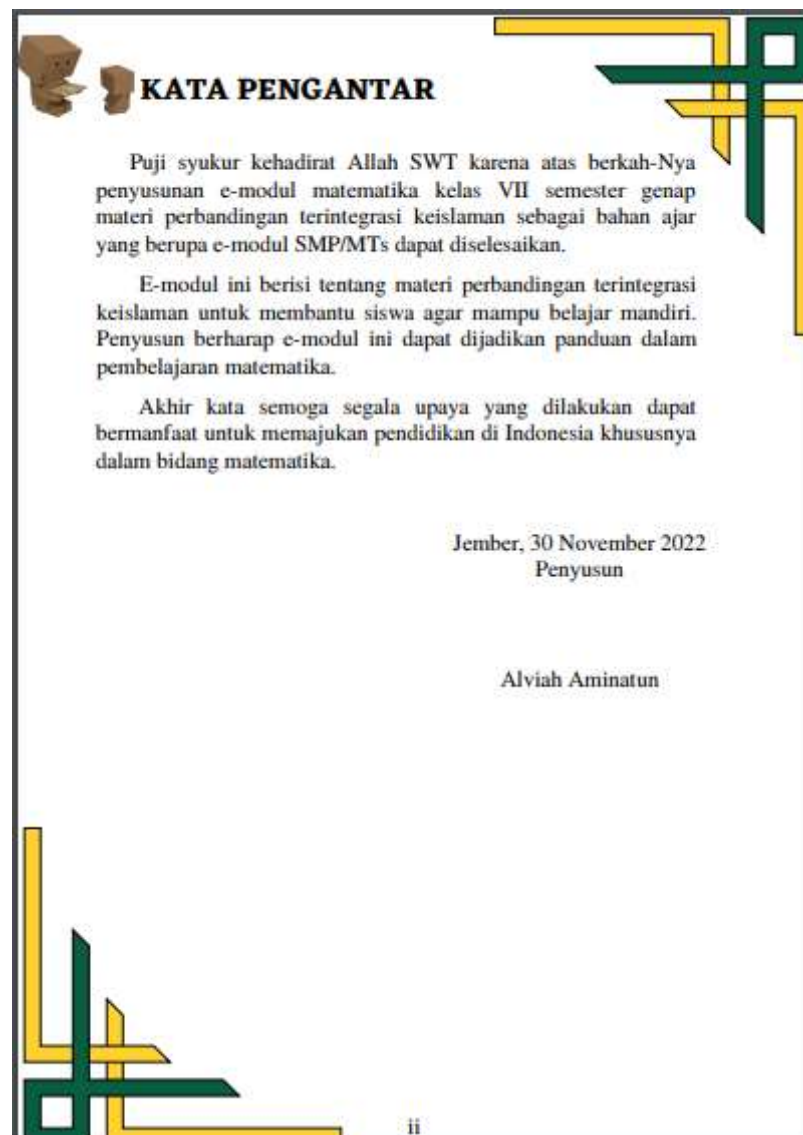 KATA PENGANTAR
Puji syukur kehadirat Allah SWT karena atas berkah-Nya
penyusunan e-modul matematika kelas VII semester genap
materi perbandingan terintegrasi keislaman sebagai bahan ajar
yang berupa e-modul SMP/MTs dapat diselesaikan.
E-modul ini berisi tentang materi perbandingan terintegrasi
keislaman untuk membantu siswa agar mampu belajar mandiri.
Penyusun berharap e-modul ini dapat dijadikan panduan dalam
pembelajaran matematika.
Akhir kata semoga segala upaya yang dilakukan dapat
bermanfaat untuk memajukan pendidikan di Indonesia khususnya
dalam bidang matematika.
Jember, 30 November 2022
Penyusun
Alviah Aminatun
ii